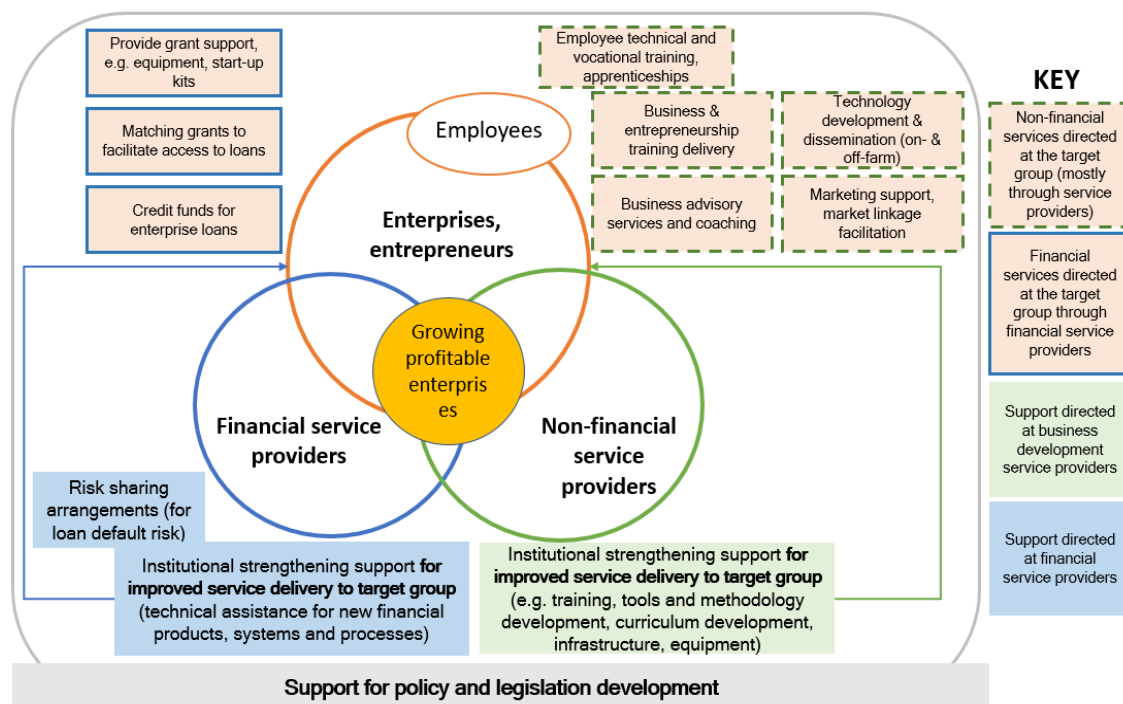 Provide grant support,
e.g. equipment, start-up
kits
Matching grants to
facilitate access to loans
Credit funds for
enterprise loans
Employee technical and
vocational training,
apprenticeships
Business &
entrepreneurship
training delivery
Technology
development &
dissemination (on- &
off-farm)
Business advisory
services and coaching
Marketing support,
market linkage
facilitation
Employees
Enterprises,
entrepreneurs
Growing
profitable
enterpris
es
Financial service
providers
Non-financial
service
providers
Risk sharing
arrangements (for
loan default risk)
Institutional strengthening support for
improved service delivery to target group
(technical assistance for new financial
products, systems and processes)
Institutional strengthening support for
improved service delivery to target group
(e.g. training, tools and methodology
development, curriculum development,
infrastructure, equipment)
Support for policy and legislation development
KEY
Non-financial
services directed
at the target
group (mostly
through service
providers)
Financial
services directed
at the target
group through
financial service
providers
Support directed
at business
development
service providers
Support directed
at financial
service providers